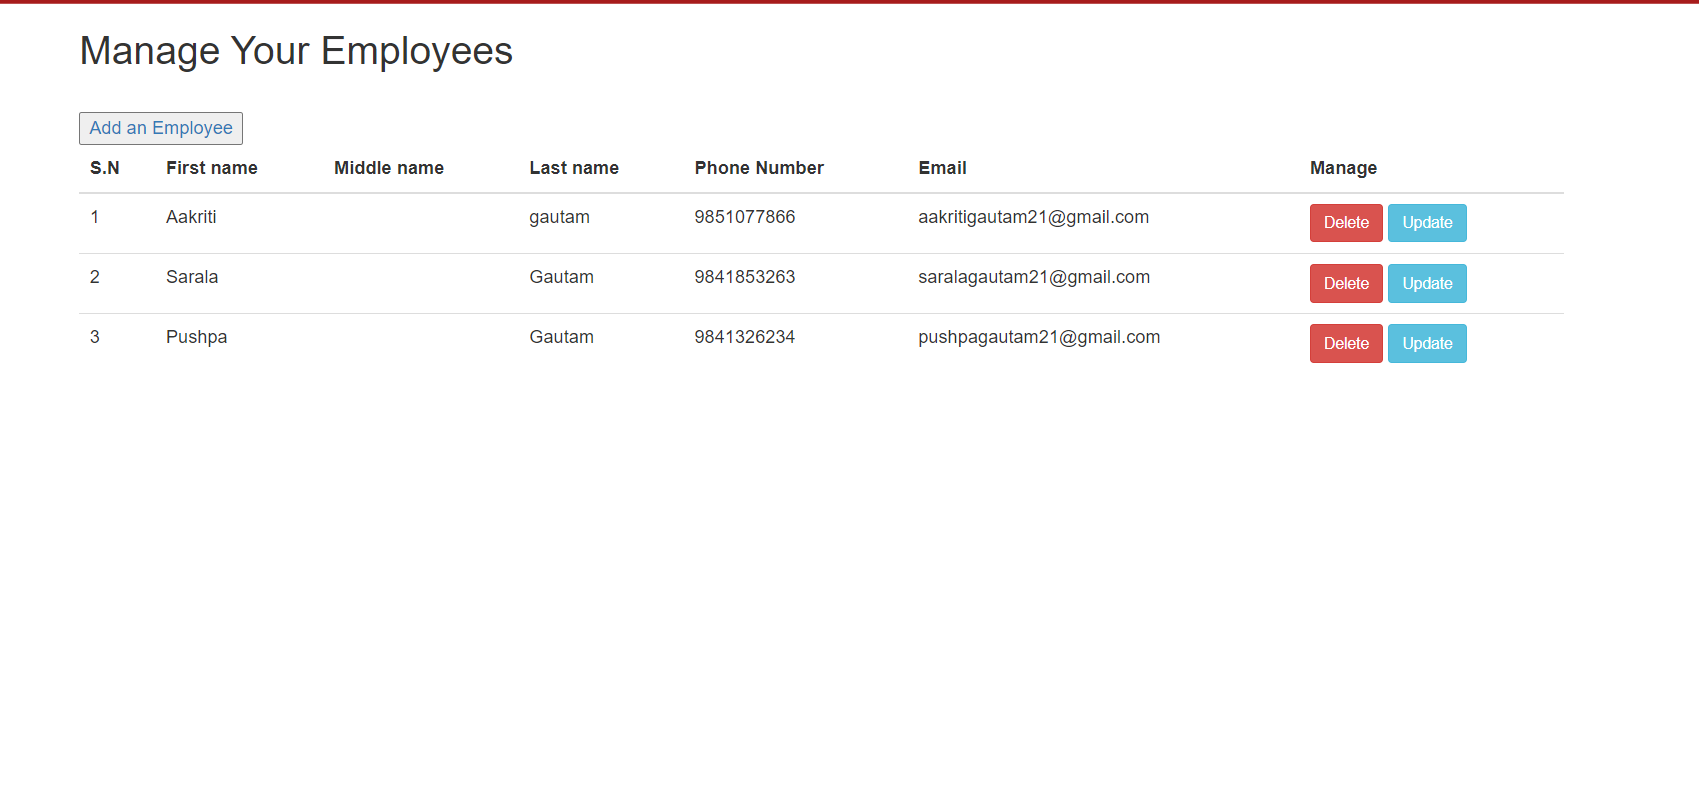 Manage Your Employees
Add an Employee
S.N First name Middle name Last name Phone Number Email Manage
1 Aakriti gautam 9851077866 aakritigautam21@gmail.com Delete Update
2 Sarala Gautam 9841853263 saralagautam21@gmail.com Delete Update
3 Pushpa Gautam 9841326234 pushpagautam21@gmail.com Delete Update